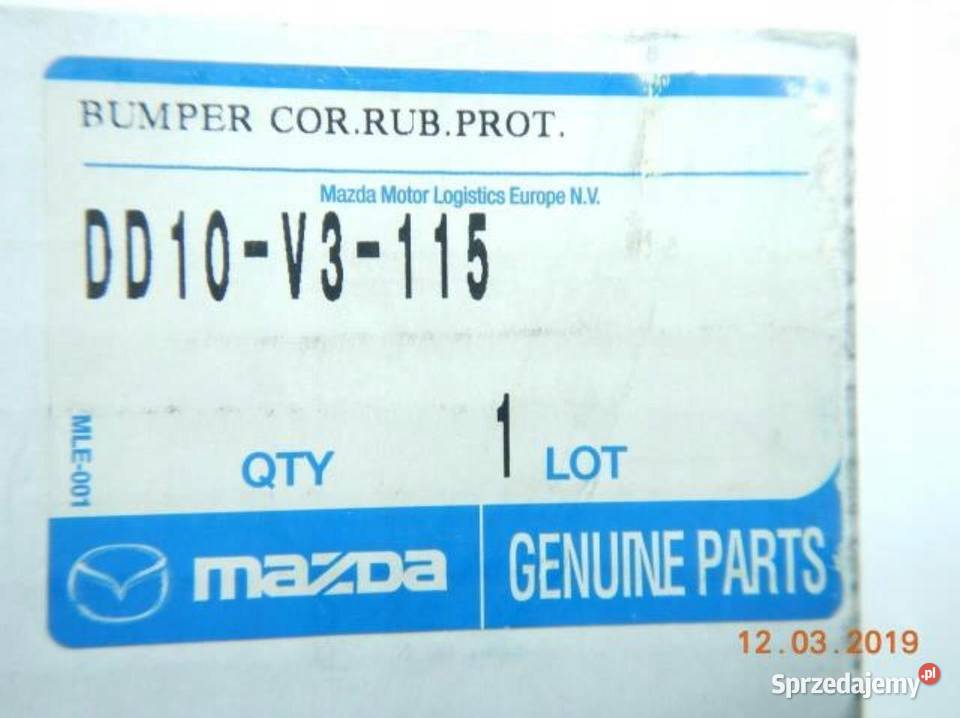 BUMPER COR.RUB.PROT.
Mazda Motor Logistics Europe N.V.
DD10-V3-115
MLE-001
QTY 1 LOT
mazda GENUINE PARTS
12.03.2019
Sprzedajemy.pl